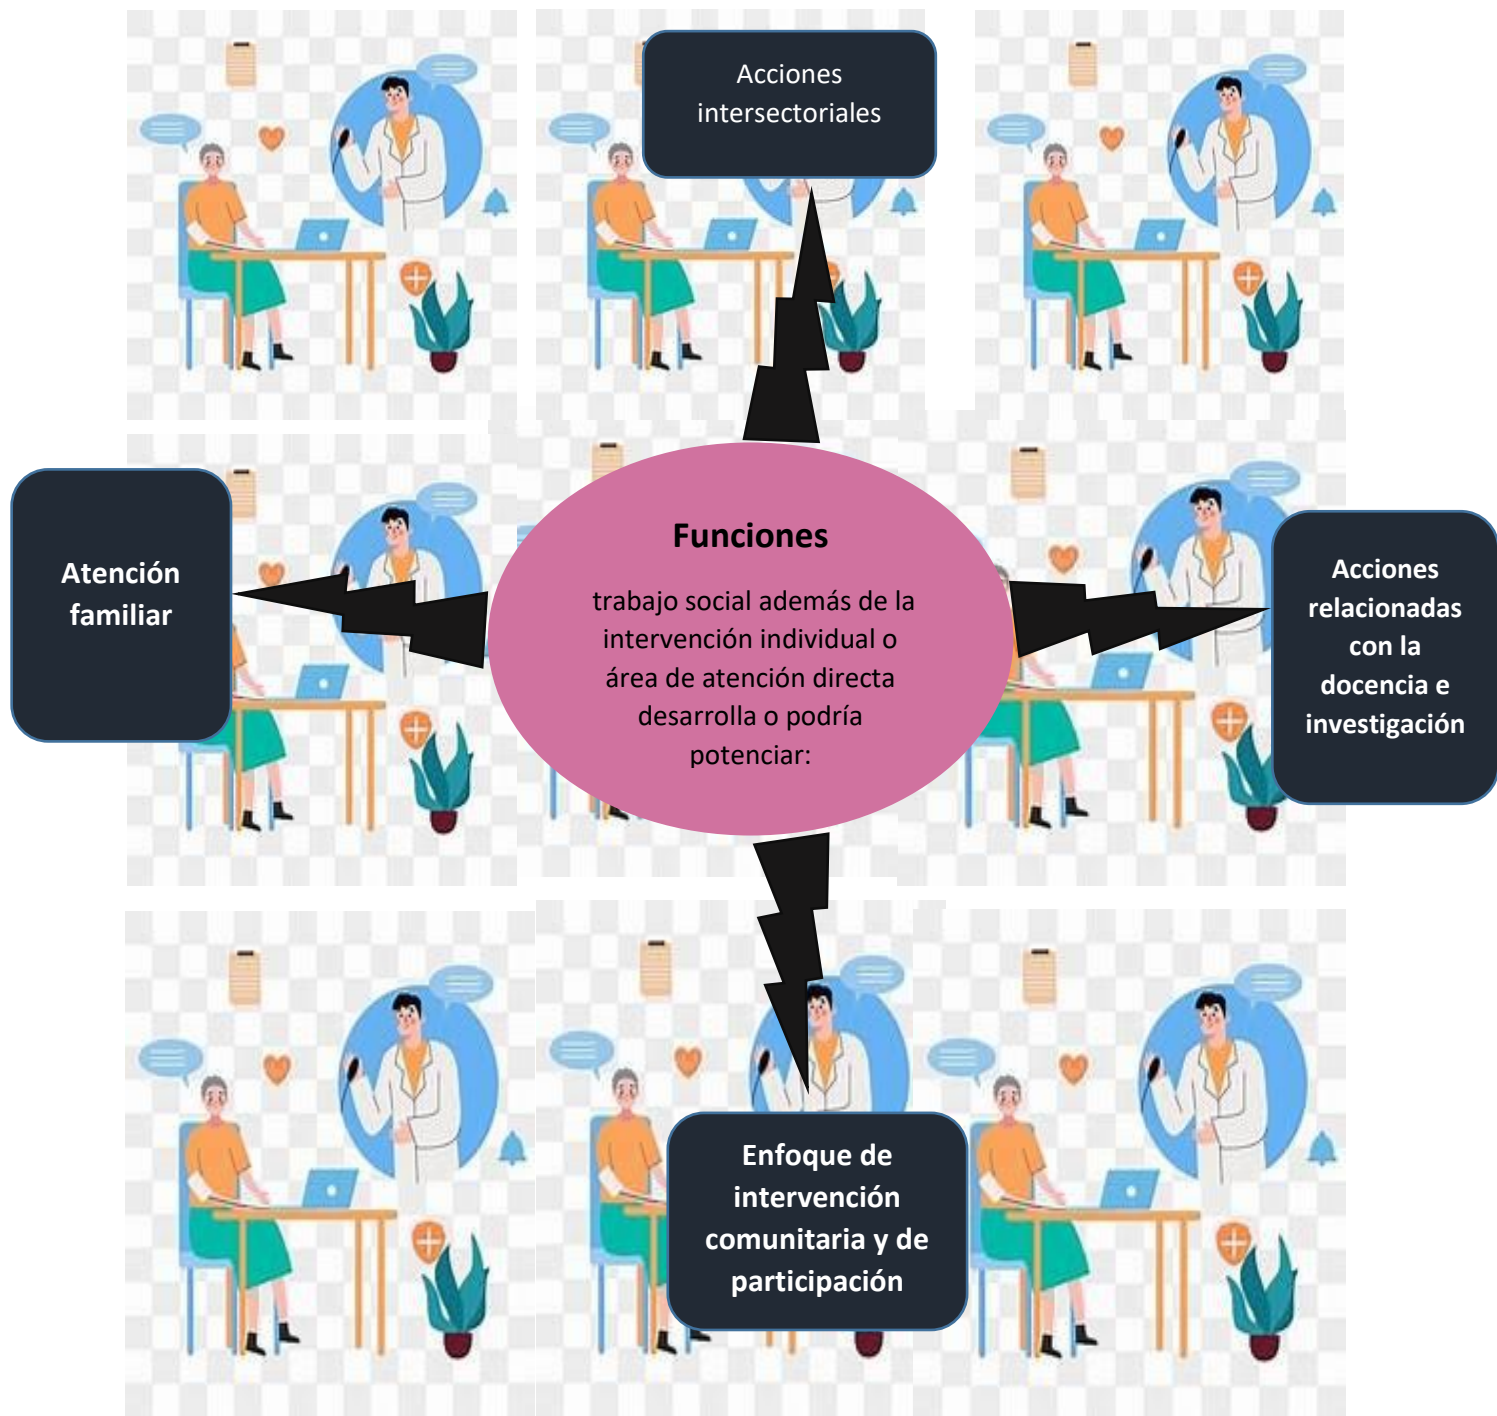 Acciones
intersectoriales
Atención
familiar
Funciones
trabajo social además de la
intervención individual o
área de atención directa
desarrolla o podría
potenciar:
Acciones
relacionadas
con la
docencia e
investigación
Enfoque de
intervención
comunitaria y de
participación